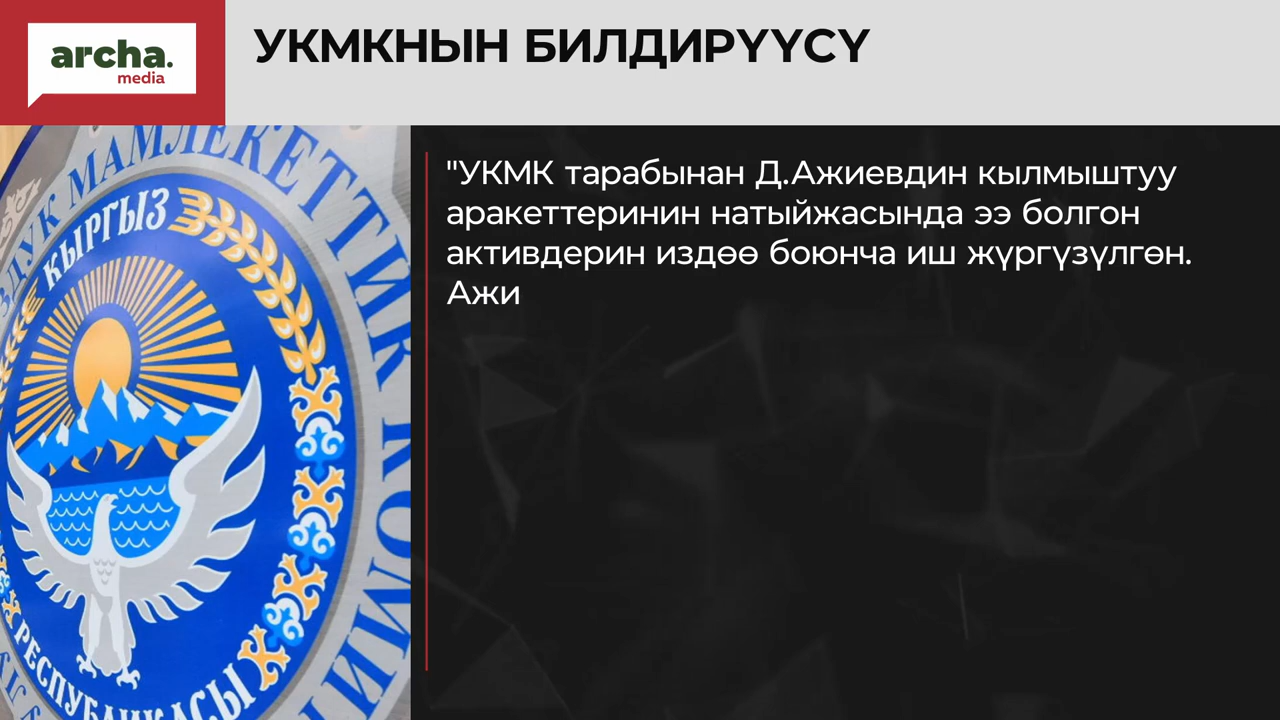 archa.
media
УКМКНЫН БИЛДИРҮҮСҮ
"УКМК тарабынан Д.Ажиевдин кылмыштуу
аракеттеринин натыйжасында ээ болгон
активдерин издөө боюнча иш жүргүзүлгөн.
Ажи
МАМЛЕКЕТТИК
КЫРГЫЗ
РЕСПУБЛИКАСЫ